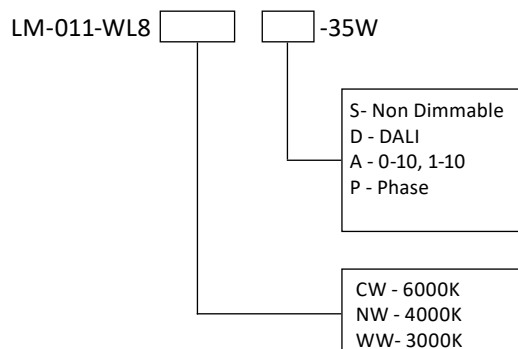 LM-011-WL8 -35W
S- Non Dimmable
D - DALI
A - 0-10, 1-10
P - Phase
CW - 6000K
NW - 4000K
WW- 3000K